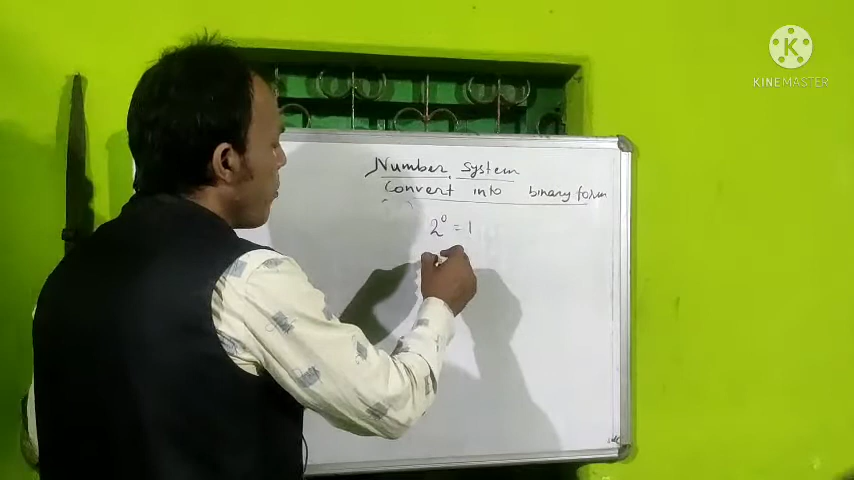 Number system
Convert into binary form
2⁰ = 1
K
KINEMASTER